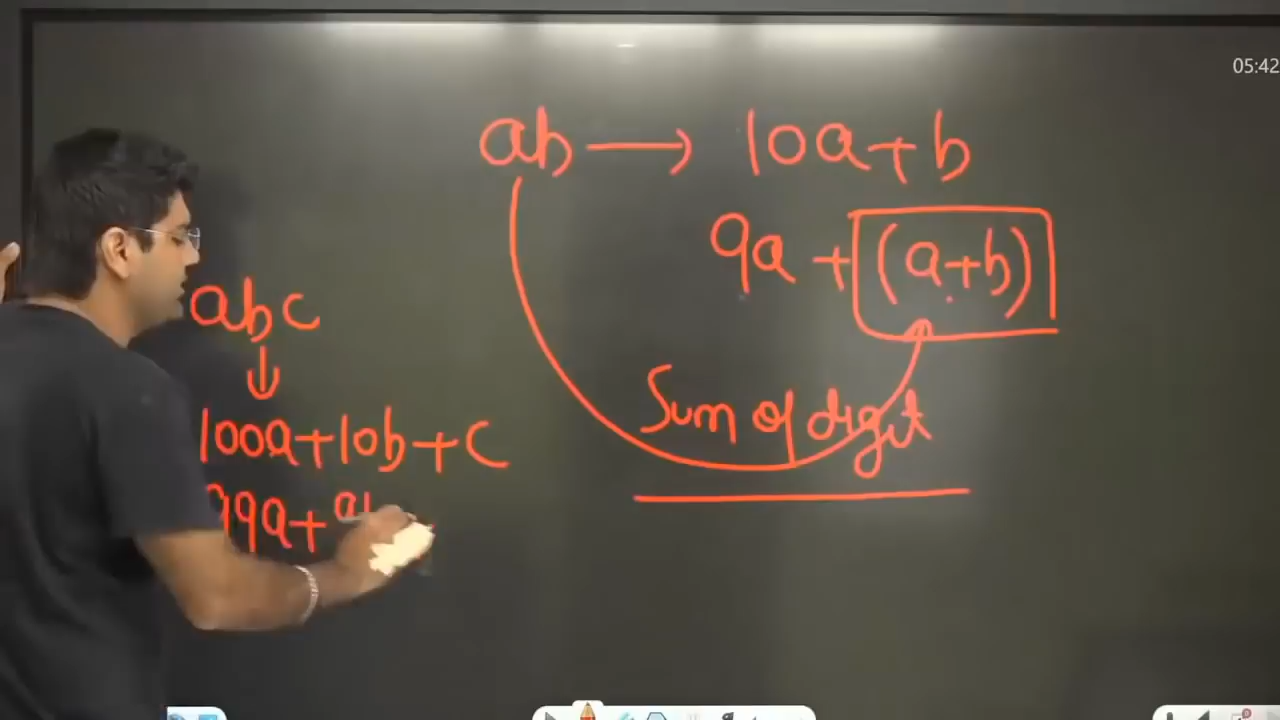 05:42
ab → 10a+b
9a + (a+b)
abc
↓
100a+10b+c
Sum of digit
99a+